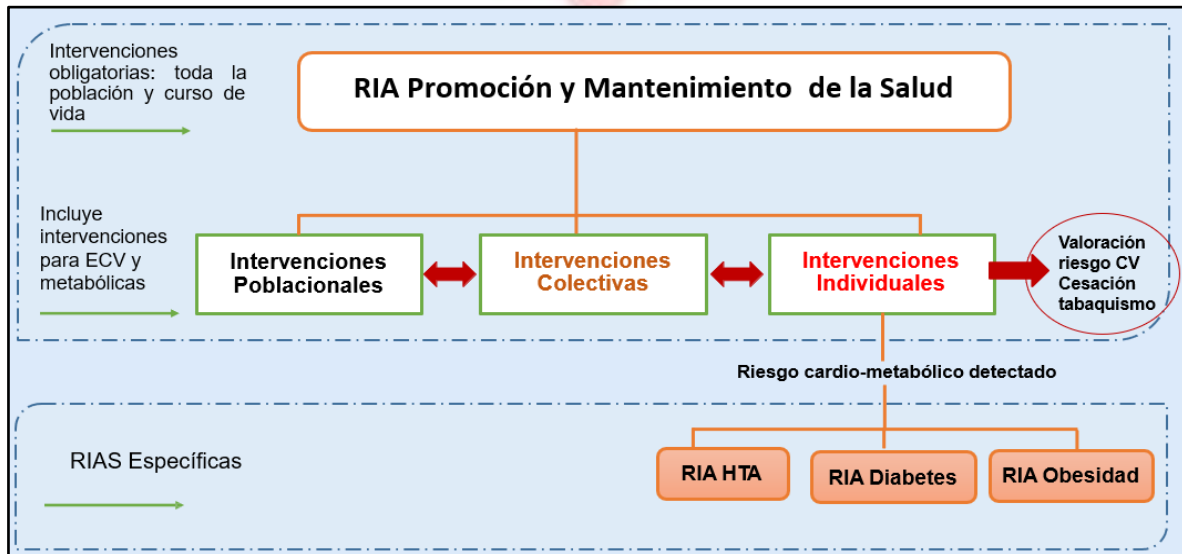 Intervenciones
obligatorias: toda la
población y curso de
vida
RIA Promoción y Mantenimiento de la Salud
Incluye
intervenciones
para ECV y
metabólicas
Intervenciones
Poblacionales
Intervenciones
Colectivas
Intervenciones
Individuales
Valoración
riesgo CV
Cesación
tabaquismo
Riesgo cardio-metabólico detectado
RIAS Específicas
RIA HTA
RIA Diabetes
RIA Obesidad